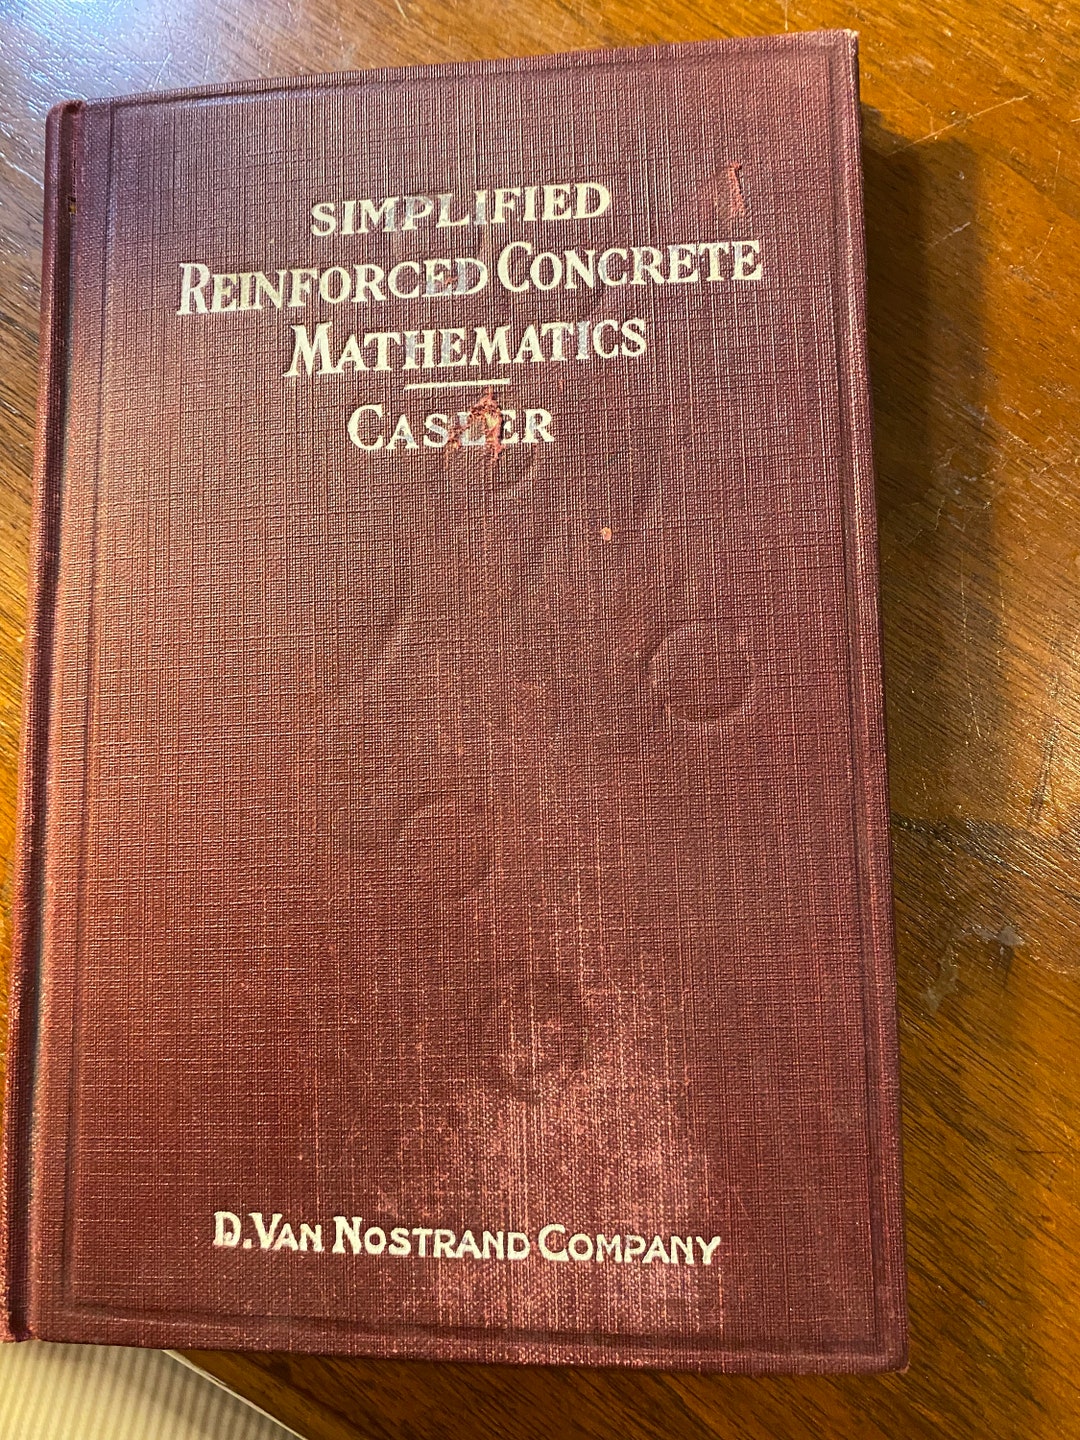 SIMPLIFIED
REINFORCED CONCRETE
MATHEMATICS
CASLER
D. VAN NOSTRAND COMPANY